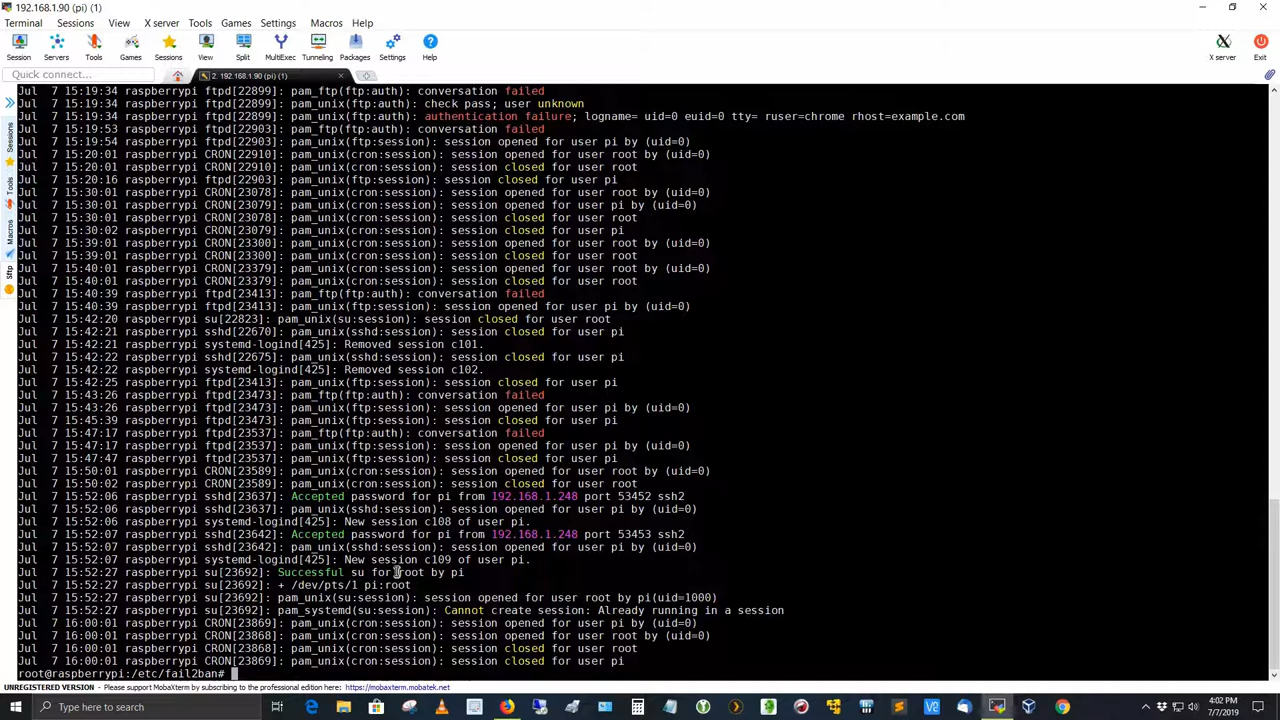 192.168.1.90 (pi) (1)
Terminal Sessions View X server Tools Games Settings Macros Help
Session Servers Tools Games Sessions View Split MultiExec Tunneling Packages Settings Help X server Exit
Quick connect... 2. 192.168.1.90 (pi) (1)
Sessions
Tools
Macros
Sftp
Jul  7 15:19:34 raspberrypi ftpd[22899]: pam_ftp(ftp:auth): conversation failed
Jul  7 15:19:34 raspberrypi ftpd[22899]: pam_unix(ftp:auth): check pass; user unknown
Jul  7 15:19:34 raspberrypi ftpd[22899]: pam_unix(ftp:auth): authentication failure; logname= uid=0 euid=0 tty= ruser=chrome rhost=example.com
Jul  7 15:19:53 raspberrypi ftpd[22903]: pam_ftp(ftp:auth): conversation failed
Jul  7 15:19:54 raspberrypi ftpd[22903]: pam_unix(ftp:session): session opened for user pi by (uid=0)
Jul  7 15:20:01 raspberrypi CRON[22910]: pam_unix(cron:session): session opened for user root by (uid=0)
Jul  7 15:20:01 raspberrypi CRON[22910]: pam_unix(cron:session): session closed for user root
Jul  7 15:20:16 raspberrypi ftpd[22903]: pam_unix(ftp:session): session closed for user pi
Jul  7 15:30:01 raspberrypi CRON[23078]: pam_unix(cron:session): session opened for user root by (uid=0)
Jul  7 15:30:01 raspberrypi CRON[23079]: pam_unix(cron:session): session opened for user pi by (uid=0)
Jul  7 15:30:01 raspberrypi CRON[23078]: pam_unix(cron:session): session closed for user root
Jul  7 15:30:02 raspberrypi CRON[23079]: pam_unix(cron:session): session closed for user pi
Jul  7 15:39:01 raspberrypi CRON[23300]: pam_unix(cron:session): session opened for user root by (uid=0)
Jul  7 15:39:01 raspberrypi CRON[23300]: pam_unix(cron:session): session closed for user root
Jul  7 15:40:01 raspberrypi CRON[23379]: pam_unix(cron:session): session opened for user root by (uid=0)
Jul  7 15:40:01 raspberrypi CRON[23379]: pam_unix(cron:session): session closed for user root
Jul  7 15:40:39 raspberrypi ftpd[23413]: pam_ftp(ftp:auth): conversation failed
Jul  7 15:40:39 raspberrypi ftpd[23413]: pam_unix(ftp:session): session opened for user pi by (uid=0)
Jul  7 15:42:20 raspberrypi su[22823]: pam_unix(su:session): session closed for user root
Jul  7 15:42:21 raspberrypi sshd[22670]: pam_unix(sshd:session): session closed for user pi
Jul  7 15:42:21 raspberrypi systemd-logind[425]: Removed session c101.
Jul  7 15:42:22 raspberrypi sshd[22675]: pam_unix(sshd:session): session closed for user pi
Jul  7 15:42:22 raspberrypi systemd-logind[425]: Removed session c102.
Jul  7 15:42:25 raspberrypi ftpd[23413]: pam_unix(ftp:session): session closed for user pi
Jul  7 15:43:26 raspberrypi ftpd[23473]: pam_ftp(ftp:auth): conversation failed
Jul  7 15:43:26 raspberrypi ftpd[23473]: pam_unix(ftp:session): session opened for user pi by (uid=0)
Jul  7 15:45:39 raspberrypi ftpd[23473]: pam_unix(ftp:session): session closed for user pi
Jul  7 15:47:17 raspberrypi ftpd[23537]: pam_ftp(ftp:auth): conversation failed
Jul  7 15:47:17 raspberrypi ftpd[23537]: pam_unix(ftp:session): session opened for user pi by (uid=0)
Jul  7 15:47:47 raspberrypi ftpd[23537]: pam_unix(ftp:session): session closed for user pi
Jul  7 15:50:01 raspberrypi CRON[23589]: pam_unix(cron:session): session opened for user root by (uid=0)
Jul  7 15:50:01 raspberrypi CRON[23589]: pam_unix(cron:session): session closed for user root
Jul  7 15:52:06 raspberrypi sshd[23637]: Accepted password for pi from 192.168.1.248 port 53452 ssh2
Jul  7 15:52:06 raspberrypi sshd[23637]: pam_unix(sshd:session): session opened for user pi by (uid=0)
Jul  7 15:52:06 raspberrypi systemd-logind[425]: New session c108 of user pi.
Jul  7 15:52:07 raspberrypi sshd[23642]: Accepted password for pi from 192.168.1.248 port 53453 ssh2
Jul  7 15:52:07 raspberrypi sshd[23642]: pam_unix(sshd:session): session opened for user pi by (uid=0)
Jul  7 15:52:07 raspberrypi systemd-logind[425]: New session c109 of user pi.
Jul  7 15:52:27 raspberrypi su[23692]: Successful su for root by pi
Jul  7 15:52:27 raspberrypi su[23692]: + /dev/pts/1 pi:root
Jul  7 15:52:27 raspberrypi su[23692]: pam_unix(su:session): session opened for user root by pi(uid=1000)
Jul  7 15:52:27 raspberrypi su[23692]: pam_systemd(su:session): Cannot create session: Already running in a session
Jul  7 16:00:01 raspberrypi CRON[23869]: pam_unix(cron:session): session opened for user pi by (uid=0)
Jul  7 16:00:01 raspberrypi CRON[23868]: pam_unix(cron:session): session opened for user root by (uid=0)
Jul  7 16:00:01 raspberrypi CRON[23868]: pam_unix(cron:session): session closed for user root
Jul  7 16:00:01 raspberrypi CRON[23869]: pam_unix(cron:session): session closed for user pi
root@raspberrypi:/etc/fail2ban#
UNREGISTERED VERSION - Please support MobaXterm by subscribing to the professional edition here: https://mobaxterm.mobatek.net
Type here to search
4:02 PM
7/7/2019